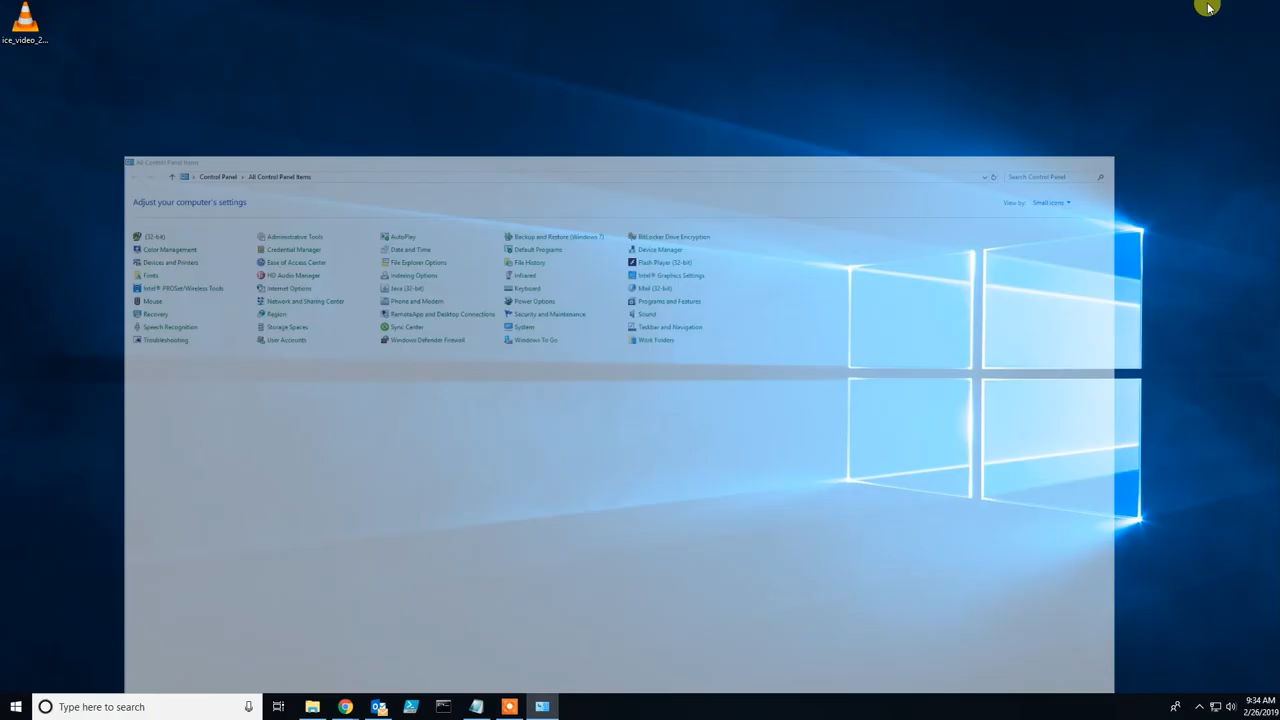 ice_video_2...
All Control Panel Items
Control Panel › All Control Panel Items
Search Control Panel
Adjust your computer's settings
View by: Small icons
(32-bit)
Administrative Tools
AutoPlay
Backup and Restore (Windows 7)
BitLocker Drive Encryption
Color Management
Credential Manager
Date and Time
Default Programs
Device Manager
Devices and Printers
Ease of Access Center
File Explorer Options
File History
Flash Player (32-bit)
Fonts
HD Audio Manager
Indexing Options
Infrared
Intel® Graphics Settings
Intel® PROSet/Wireless Tools
Internet Options
Java (32-bit)
Keyboard
Mail (32-bit)
Mouse
Network and Sharing Center
Phone and Modem
Power Options
Programs and Features
Recovery
Region
RemoteApp and Desktop Connections
Security and Maintenance
Sound
Speech Recognition
Storage Spaces
Sync Center
System
Taskbar and Navigation
Troubleshooting
User Accounts
Windows Defender Firewall
Windows To Go
Work Folders
Type here to search
9:34 AM
2/26/2019